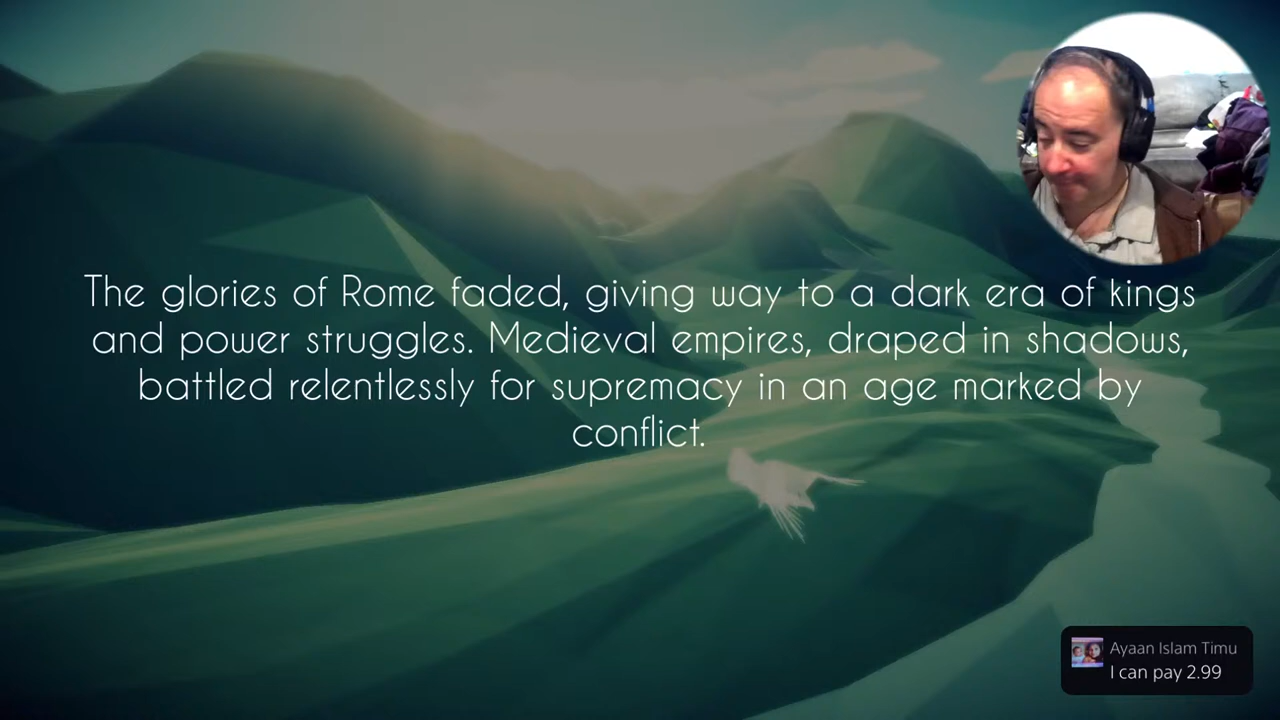 The glories of Rome faded, giving way to a dark era of kings
and power struggles. Medieval empires, draped in shadows,
battled relentlessly for supremacy in an age marked by
conflict.
Ayaan Islam Timu
I can pay 2.99